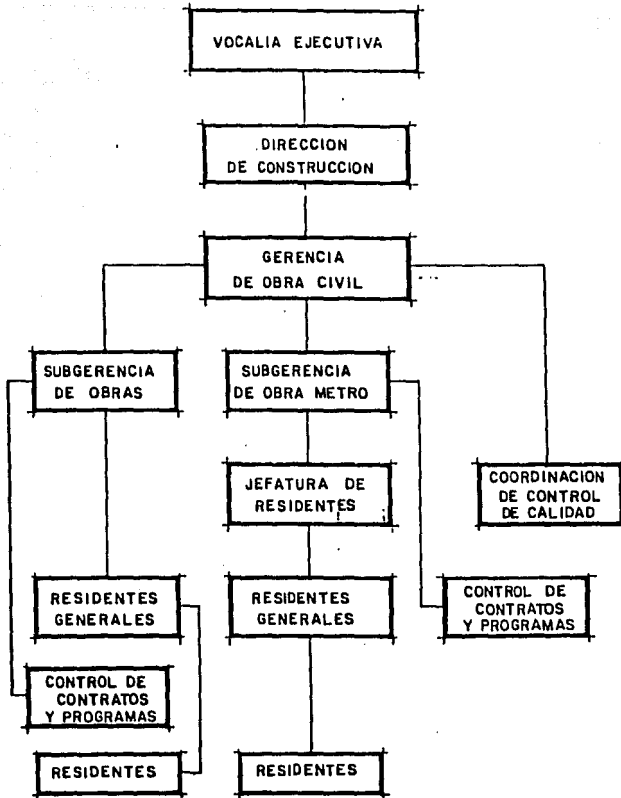 VOCALIA EJECUTIVA
DIRECCION
DE CONSTRUCCION
GERENCIA
DE OBRA CIVIL
SUBGERENCIA
DE OBRAS
SUBGERENCIA
DE OBRA METRO
JEFATURA DE
RESIDENTES
COORDINACION
DE CONTROL
DE CALIDAD
RESIDENTES
GENERALES
RESIDENTES
GENERALES
CONTROL DE
CONTRATOS
Y PROGRAMAS
CONTROL DE
CONTRATOS
Y PROGRAMAS
RESIDENTES
RESIDENTES